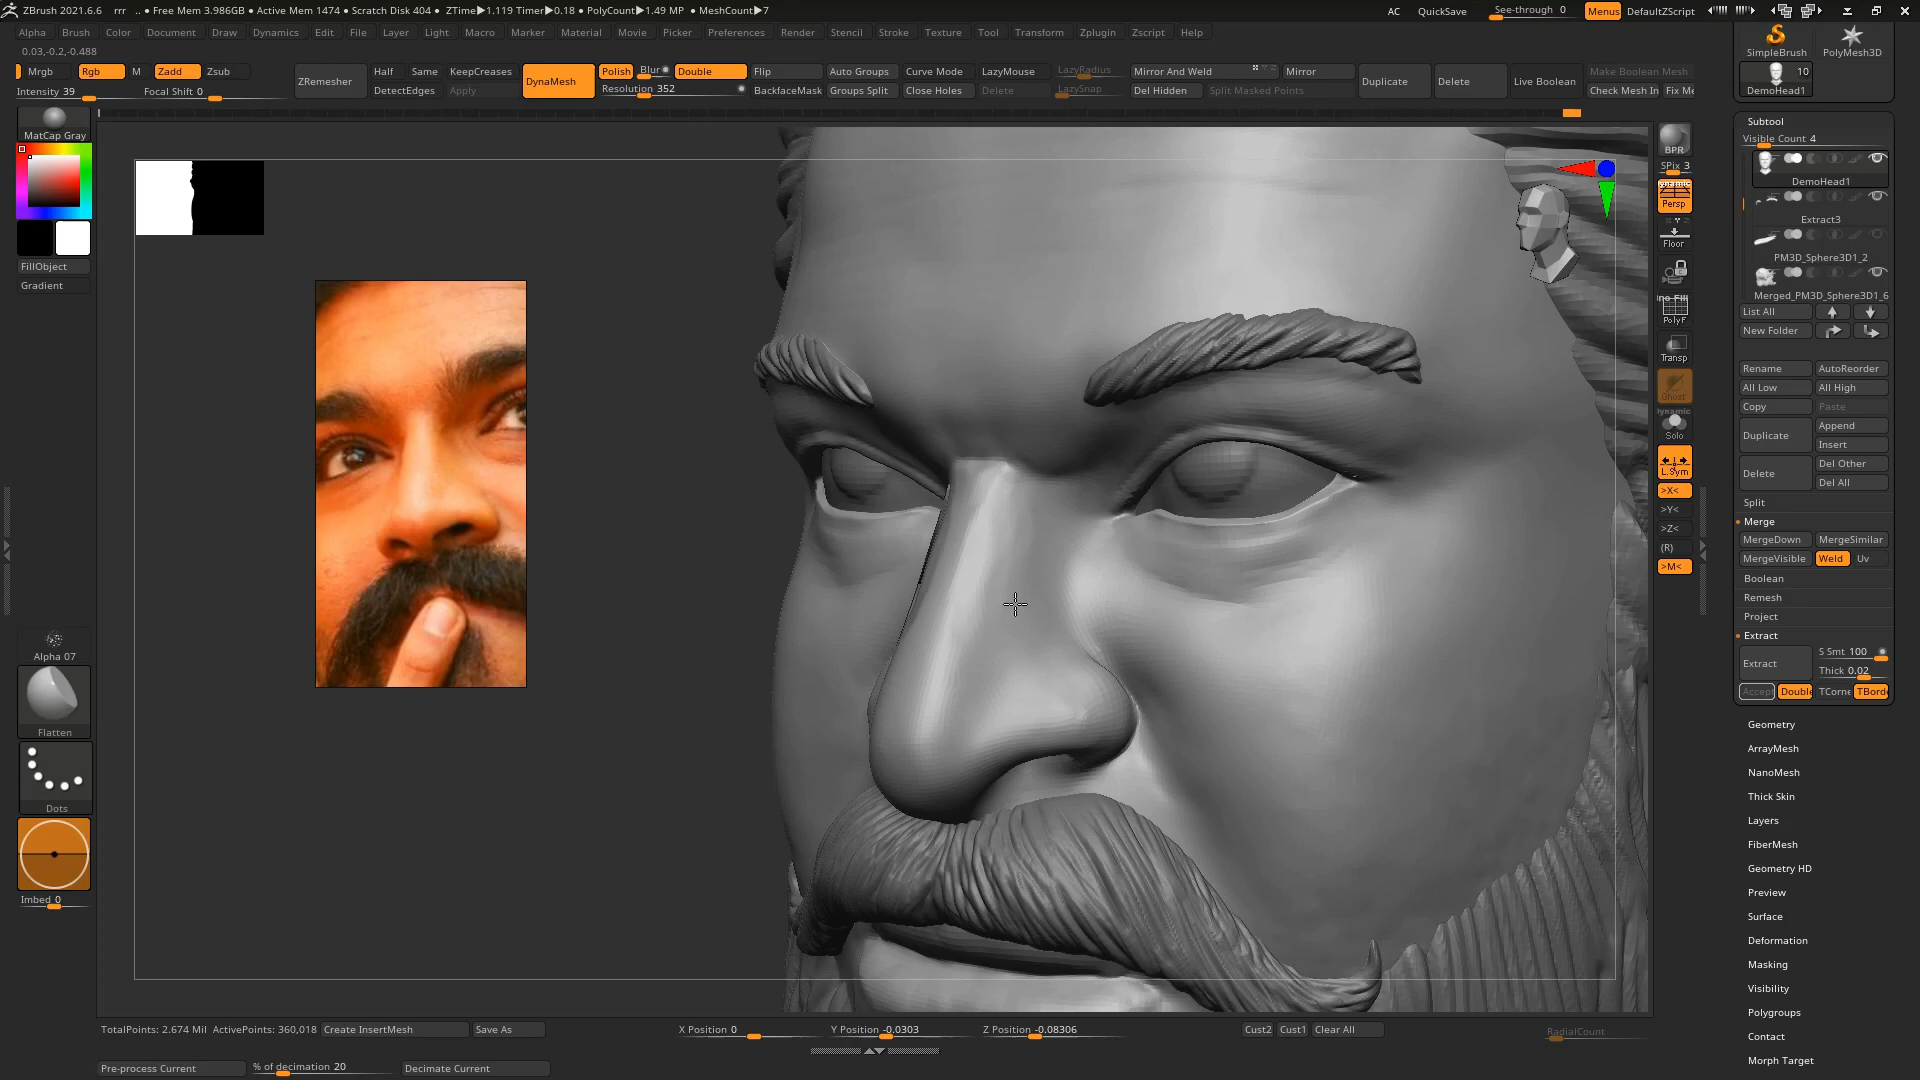 ZBrush 2021.6.6 rrr .. • Free Mem 3.986GB • Active Mem 1474 • Scratch Disk 404 • ZTime▶1.119 Timer▶0.18 • PolyCount▶1.49 MP • MeshCount▶7 AC QuickSave See-through 0 Menus DefaultZScript
Alpha Brush Color Document Draw Dynamics Edit File Layer Light Macro Marker Material Movie Picker Preferences Render Stencil Stroke Texture Tool Transform Zplugin Zscript Help
0.03,-0.2,-0.488
SimpleBrush PolyMesh3D
Mrgb Rgb M Zadd Zsub
Intensity 39 Focal Shift 0
ZRemesher
Half Same KeepCreases
DetectEdges Apply
DynaMesh
Polish Blur Double
Resolution 352
Flip Auto Groups Curve Mode LazyMouse LazyRadius
BackfaceMask Groups Split Close Holes Delete LazySnap
Mirror And Weld Mirror
Del Hidden Split Masked Points
Duplicate Delete Live Boolean
Make Boolean Mesh
Check Mesh In Fix Me
10
DemoHead1
MatCap Gray
FillObject
Gradient
Alpha 07
Flatten
Dots
Imbed 0
BPR
SPix 3
Persp
Floor
PolyF
Transp
Ghost
Dynamic
Solo
L.Sym
>X<
>Y<
>Z<
(R)
>M<
Subtool
Visible Count 4
DemoHead1
Extract3
PM3D_Sphere3D1_2
Merged_PM3D_Sphere3D1_6
List All
New Folder
Rename AutoReorder
All Low All High
Copy Paste
Duplicate Append
Insert
Delete Del Other
Del All
Split
Merge
MergeDown MergeSimilar
MergeVisible Weld Uv
Boolean
Remesh
Project
Extract
Extract S Smt 100
Thick 0.02
Accept Double TCorne TBorde
Geometry
ArrayMesh
NanoMesh
Thick Skin
Layers
FiberMesh
Geometry HD
Preview
Surface
Deformation
Masking
Visibility
Polygroups
Contact
Morph Target
TotalPoints: 2.674 Mil ActivePoints: 360,018 Create InsertMesh Save As X Position 0 Y Position -0.0303 Z Position -0.08306 Cust2 Cust1 Clear All RadialCount
Pre-process Current % of decimation 20 Decimate Current